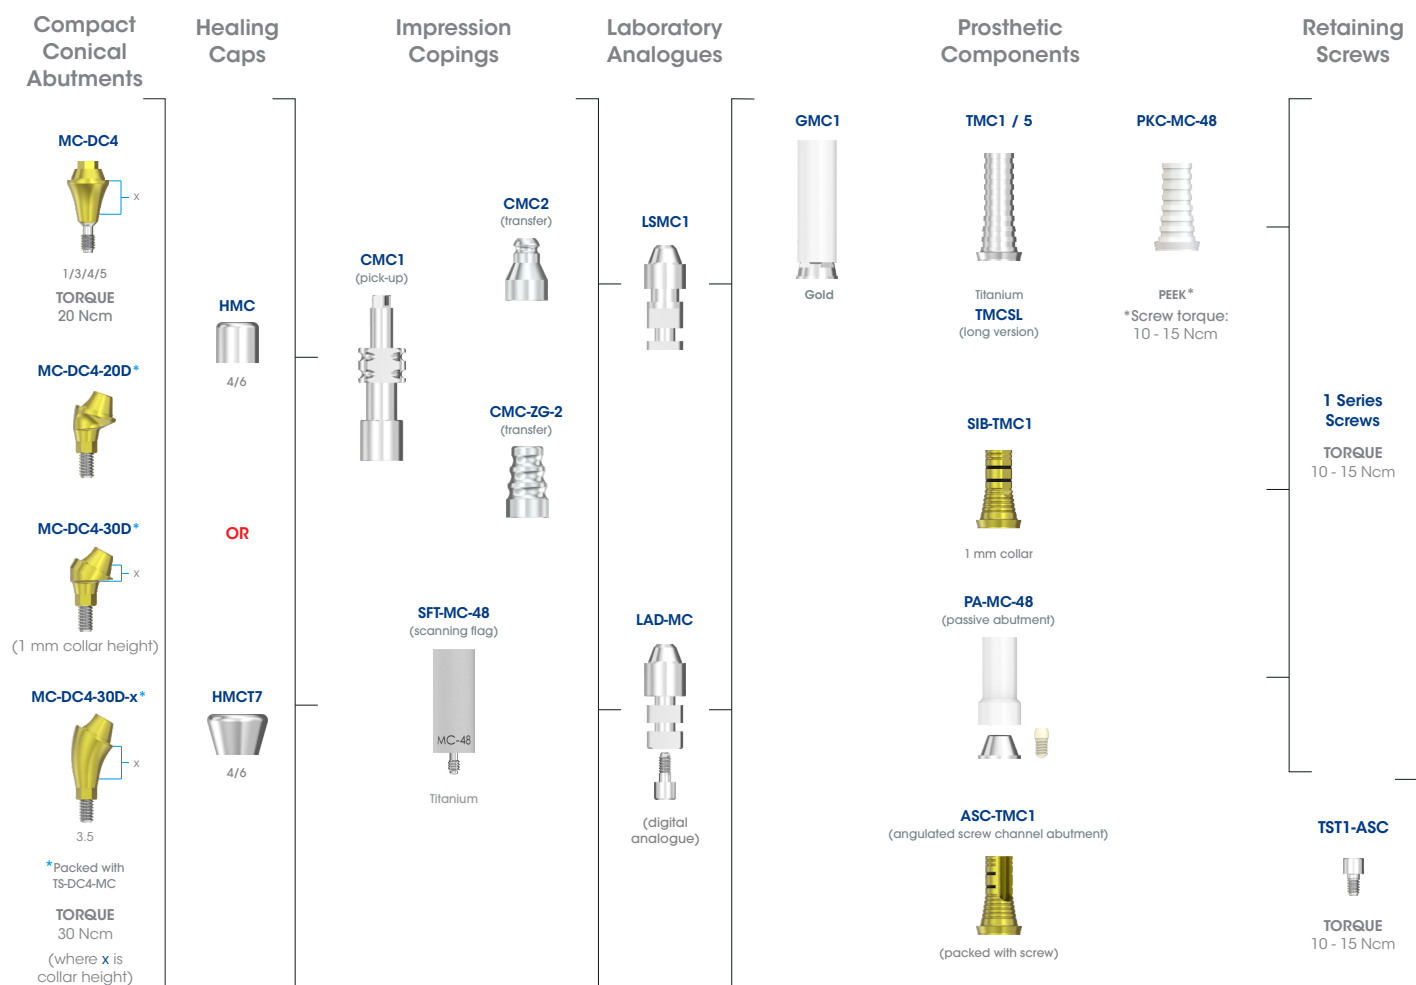 Compact
Conical
Abutments
MC-DC4
x
1/3/4/5
TORQUE
20 Ncm
MC-DC4-20D*
MC-DC4-30D*
x
(1 mm collar height)
MC-DC4-30D-x*
x
3.5
*Packed with
TS-DC4-MC
TORQUE
30 Ncm
(where x is
collar height)
Healing
Caps
HMC
4/6
OR
HMCT7
4/6
Impression
Copings
CMC1
(pick-up)
CMC2
(transfer)
CMC-ZG-2
(transfer)
SFT-MC-48
(scanning flag)
MC-48
Titanium
Laboratory
Analogues
LSMC1
LAD-MC
(digital
analogue)
Prosthetic
Components
GMC1
Gold
TMC1 / 5
Titanium
TMCSL
(long version)
PKC-MC-48
PEEK*
*Screw torque:
10 - 15 Ncm
SIB-TMC1
1 mm collar
PA-MC-48
(passive abutment)
ASC-TMC1
(angulated screw channel abutment)
(packed with screw)
Retaining
Screws
1 Series
Screws
TORQUE
10 - 15 Ncm
TST1-ASC
TORQUE
10 - 15 Ncm